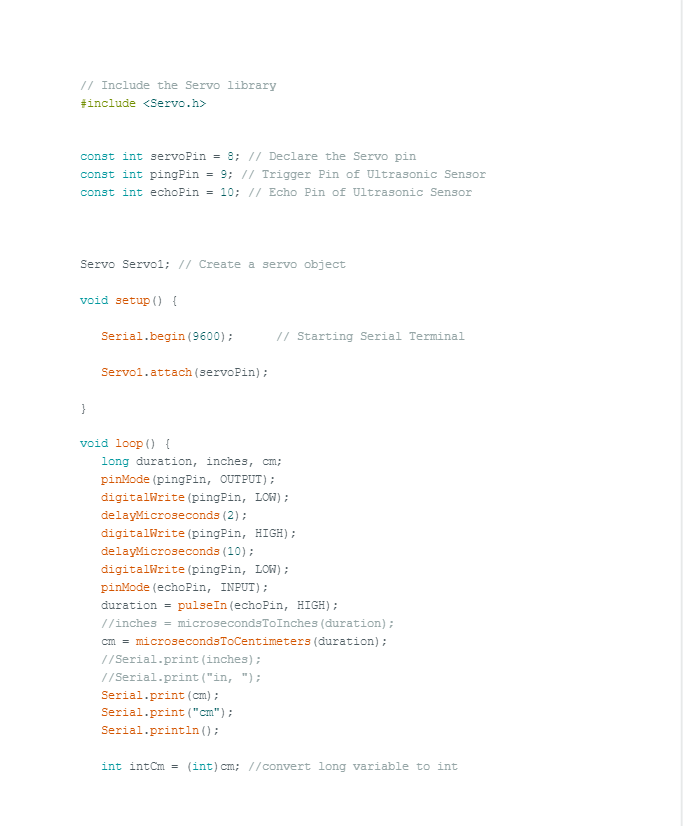 // Include the Servo library
#include <Servo.h>
const int servoPin = 8; // Declare the Servo pin
const int pingPin = 9; // Trigger Pin of Ultrasonic Sensor
const int echoPin = 10; // Echo Pin of Ultrasonic Sensor
Servo Servo1; // Create a servo object
void setup() {
Serial.begin(9600); // Starting Serial Terminal
Servo1.attach(servoPin);
}
void loop() {
long duration, inches, cm;
pinMode(pingPin, OUTPUT);
digitalWrite(pingPin, LOW);
delayMicroseconds(2);
digitalWrite(pingPin, HIGH);
delayMicroseconds(10);
digitalWrite(pingPin, LOW);
pinMode(echoPin, INPUT);
duration = pulseIn(echoPin, HIGH);
//inches = microsecondsToInches(duration);
cm = microsecondsToCentimeters(duration);
//Serial.print(inches);
//Serial.print("in, ");
Serial.print(cm);
Serial.print("cm");
Serial.println();
int intCm = (int)cm; //convert long variable to int